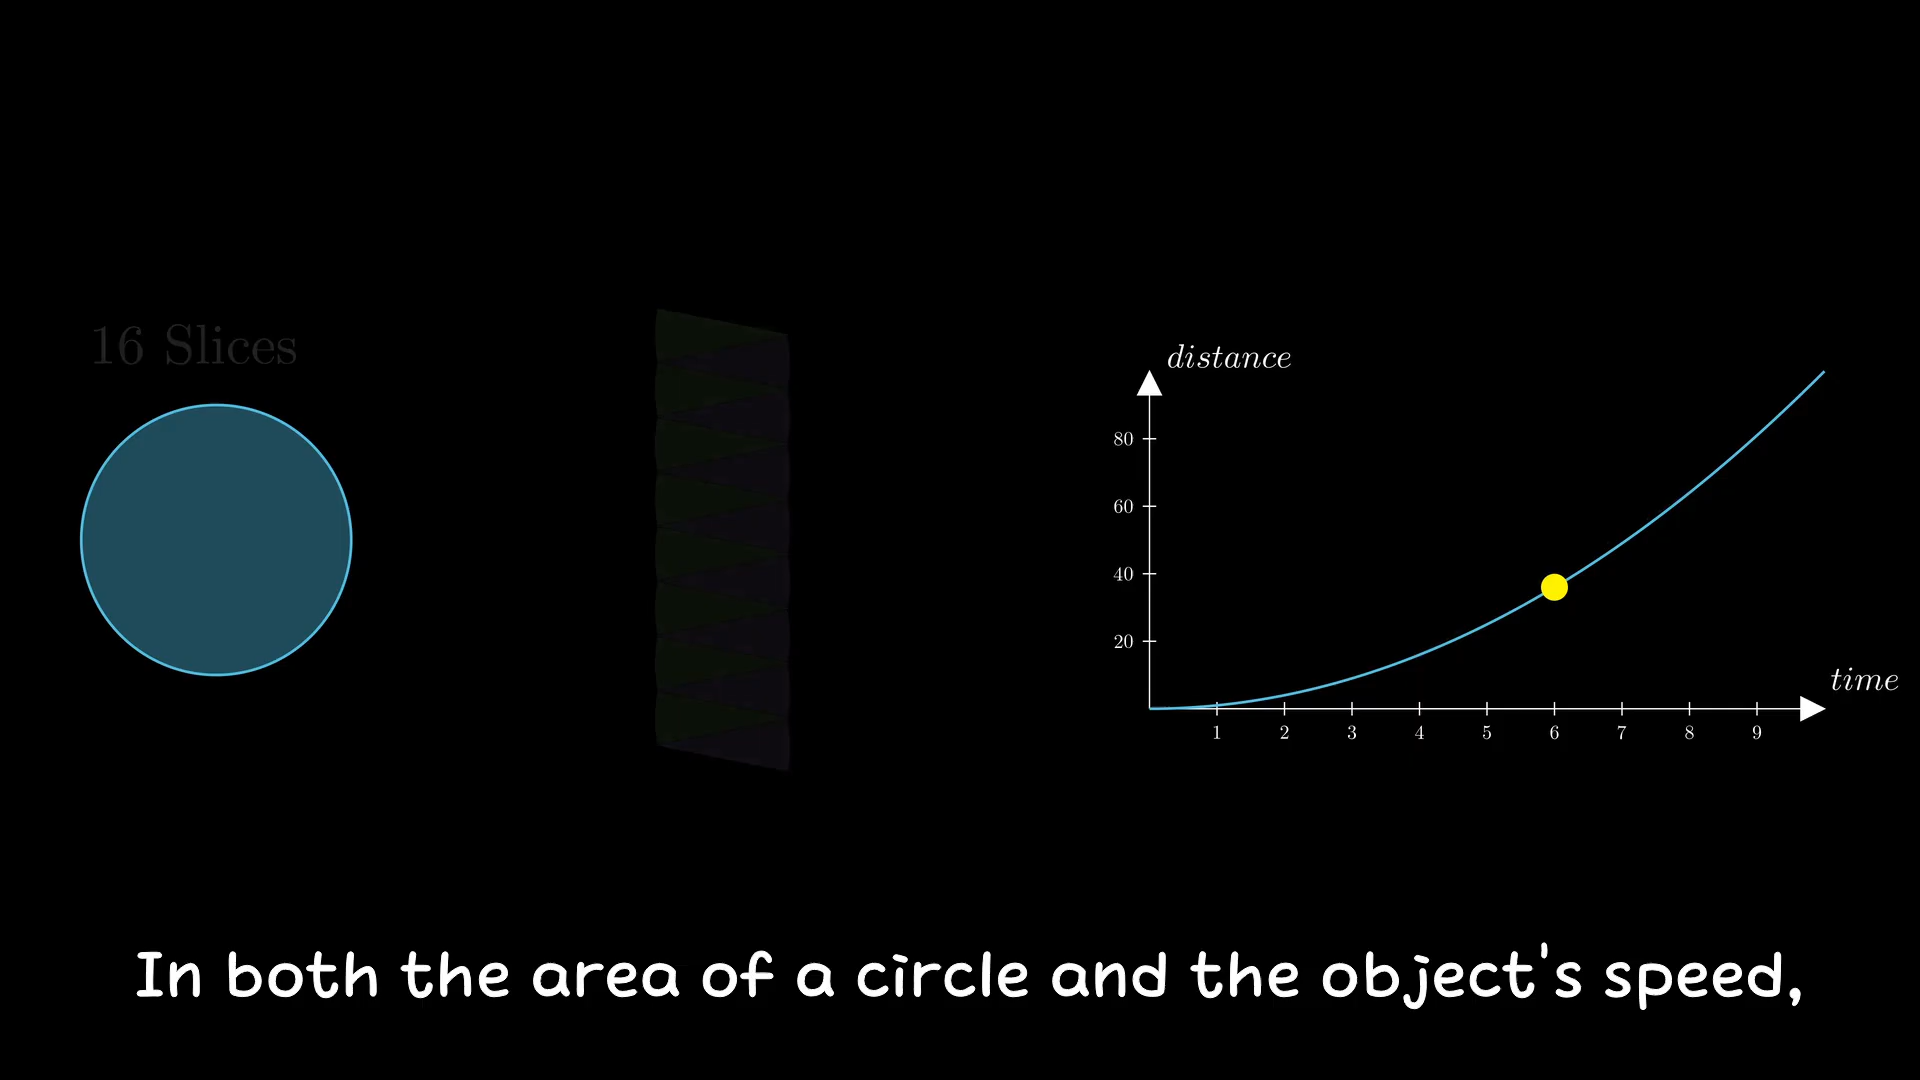 16 Slices
distance
80
60
40
20
time
1 2 3 4 5 6 7 8 9
In both the area of a circle and the object's speed,